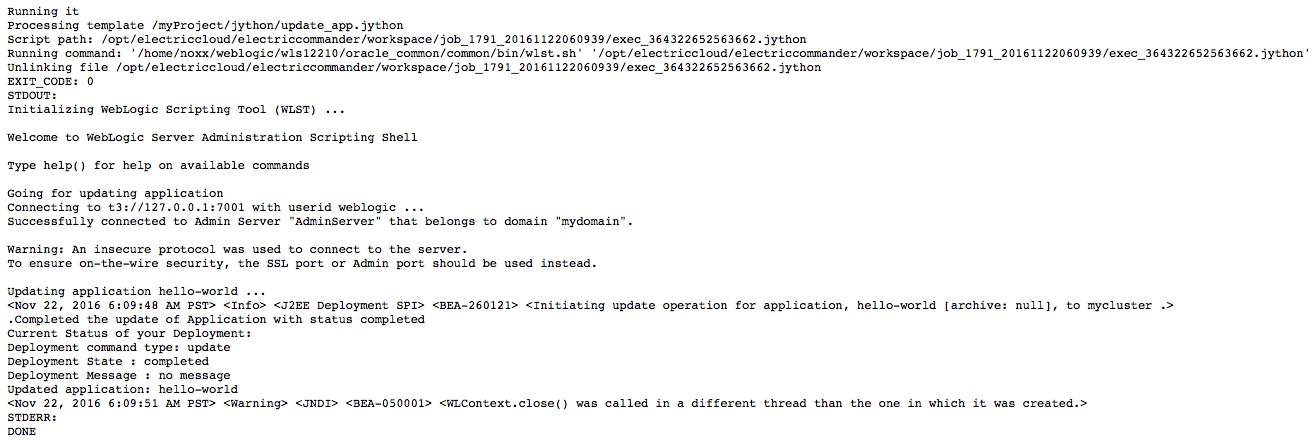 Running it
Processing template /myProject/jython/update_app.jython
Script path: /opt/electriccloud/electriccommander/workspace/job_1791_20161122060939/exec_364322652563662.jython
Running command: '/home/noxx/weblogic/wls12210/oracle_common/common/bin/wlst.sh' '/opt/electriccloud/electriccommander/workspace/job_1791_20161122060939/exec_364322652563662.jython'
Unlinking file /opt/electriccloud/electriccommander/workspace/job_1791_20161122060939/exec_364322652563662.jython
EXIT_CODE: 0
STDOUT:
Initializing WebLogic Scripting Tool (WLST) ...
Welcome to WebLogic Server Administration Scripting Shell
Type help() for help on available commands
Going for updating application
Connecting to t3://127.0.0.1:7001 with userid weblogic ...
Successfully connected to Admin Server "AdminServer" that belongs to domain "mydomain".
Warning: An insecure protocol was used to connect to the server.
To ensure on-the-wire security, the SSL port or Admin port should be used instead.
Updating application hello-world ...
<Nov 22, 2016 6:09:48 AM PST> <Info> <J2EE Deployment SPI> <BEA-260121> <Initiating update operation for application, hello-world [archive: null], to mycluster .>
.Completed the update of Application with status completed
Current Status of your Deployment:
Deployment command type: update
Deployment State : completed
Deployment Message : no message
Updated application: hello-world
<Nov 22, 2016 6:09:51 AM PST> <Warning> <JNDI> <BEA-050001> <WLContext.close() was called in a different thread than the one in which it was created.>
STDERR:
DONE